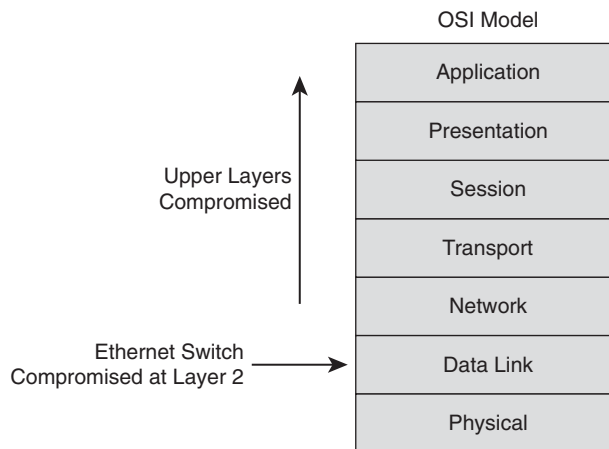 OSI Model
Application
Presentation
Session
Transport
Network
Data Link
Physical
Upper Layers
Compromised
Ethernet Switch
Compromised at Layer 2